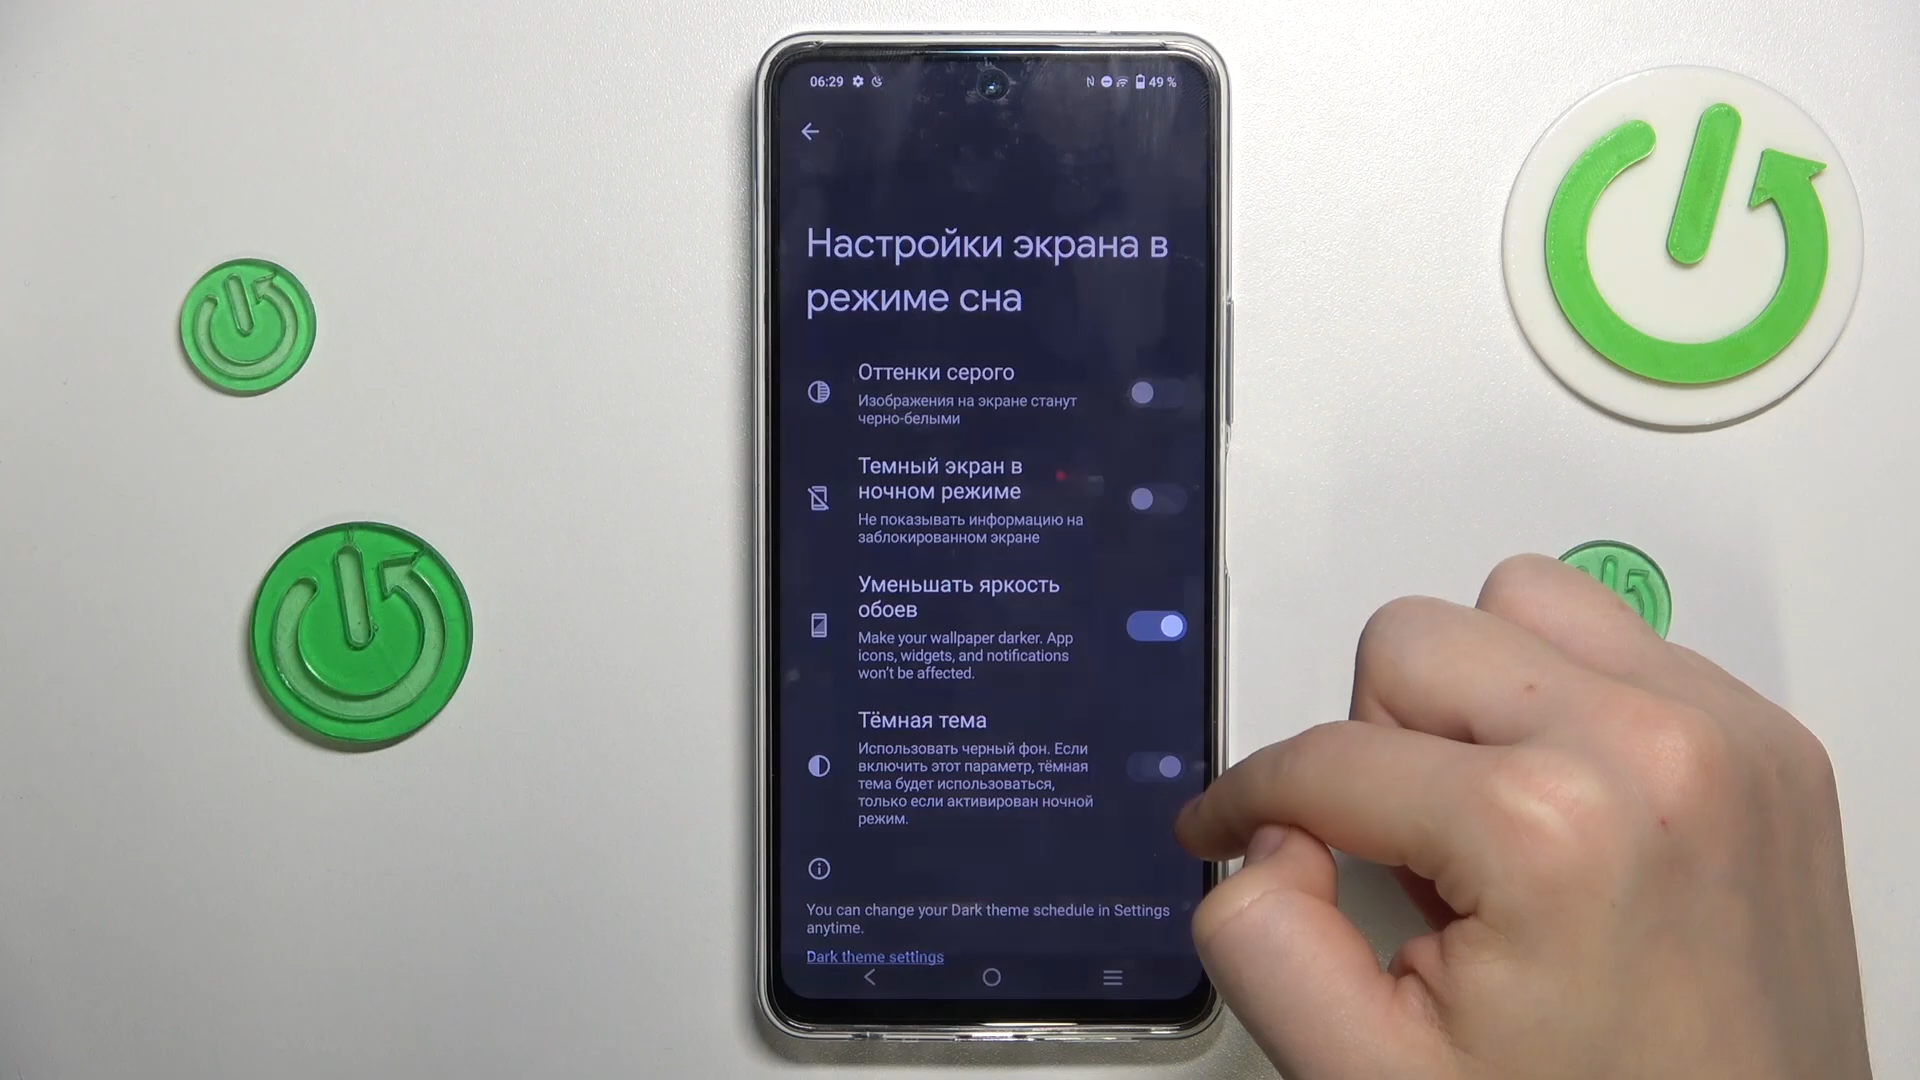 06:29
49 %
Настройки экрана в
режиме сна
Оттенки серого
Изображения на экране станут
черно-белыми
Темный экран в
ночном режиме
Не показывать информацию на
заблокированном экране
Уменьшать яркость
обоев
Make your wallpaper darker. App
icons, widgets, and notifications
won't be affected.
Тёмная тема
Использовать черный фон. Если
включить этот параметр, тёмная
тема будет использоваться,
только если активирован ночной
режим.
You can change your Dark theme schedule in Settings
anytime.
Dark theme settings